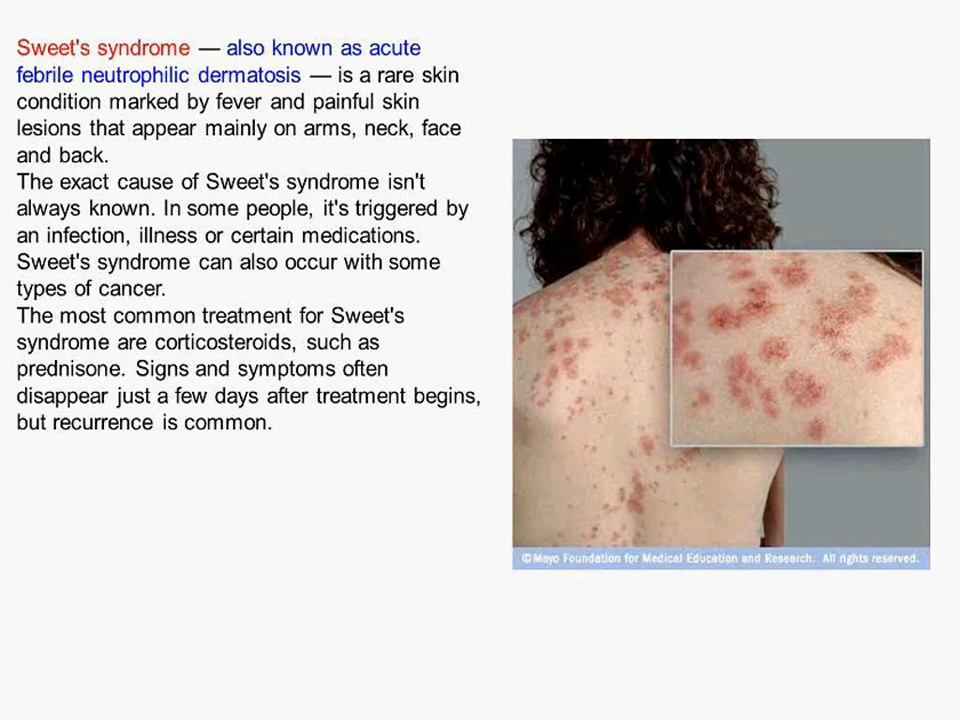 Sweet's syndrome — also known as acute
febrile neutrophilic dermatosis — is a rare skin
condition marked by fever and painful skin
lesions that appear mainly on arms, neck, face
and back.
The exact cause of Sweet's syndrome isn't
always known. In some people, it's triggered by
an infection, illness or certain medications.
Sweet's syndrome can also occur with some
types of cancer.
The most common treatment for Sweet's
syndrome are corticosteroids, such as
prednisone. Signs and symptoms often
disappear just a few days after treatment begins,
but recurrence is common.
©Mayo Foundation for Medical Education and Research. All rights reserved.